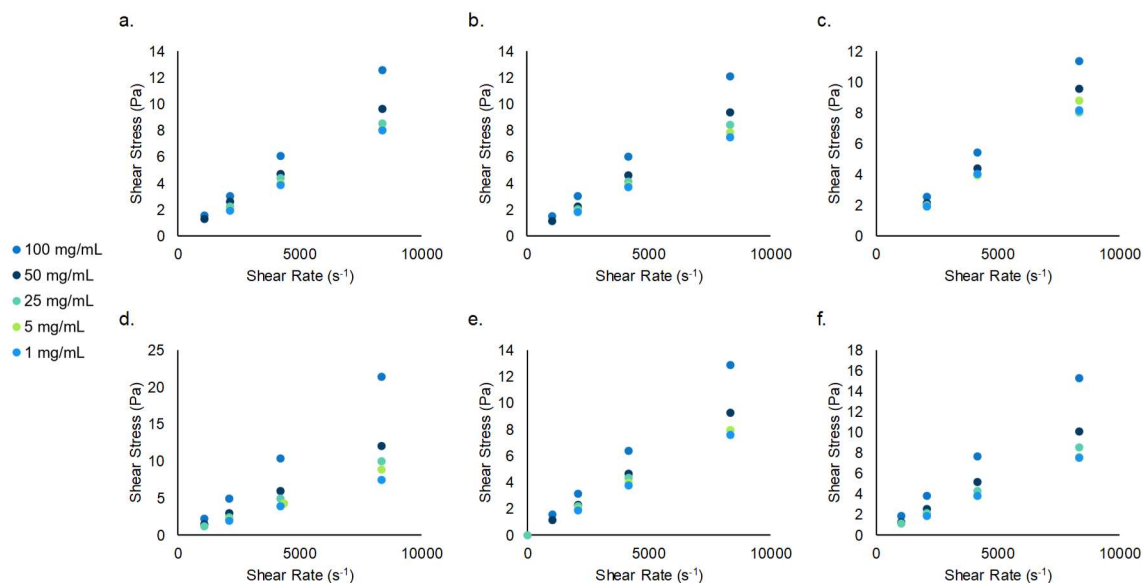 a.
14
12
10
8
6
4
2
0
Shear Stress (Pa)
0 5000 10000
Shear Rate (s-1)
b.
14
12
10
8
6
4
2
0
Shear Stress (Pa)
0 5000 10000
Shear Rate (s-1)
c.
12
10
8
6
4
2
0
Shear Stress (Pa)
0 5000 10000
Shear Rate (s-1)
100 mg/mL
50 mg/mL
25 mg/mL
5 mg/mL
1 mg/mL
d.
25
20
15
10
5
0
Shear Stress (Pa)
0 5000 10000
Shear Rate (s-1)
e.
14
12
10
8
6
4
2
0
Shear Stress (Pa)
0 5000 10000
Shear Rate (s-1)
f.
18
16
14
12
10
8
6
4
2
0
Shear Stress (Pa)
0 5000 10000
Shear Rate (s-1)